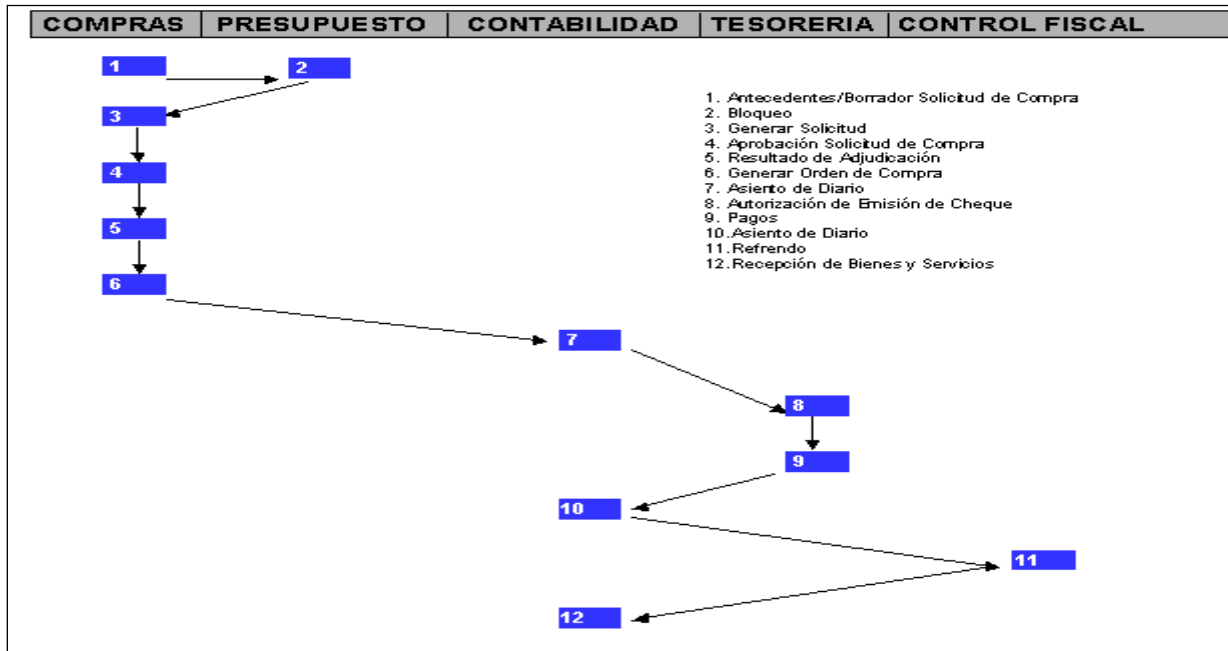 COMPRAS PRESUPUESTO CONTABILIDAD TESORERIA CONTROL FISCAL
1 2
3
4
5
6
7
8
9
10
11
12
1. Antecedentes/Borrador Solicitud de Compra
2. Bloqueo
3. Generar Solicitud
4. Aprobación Solicitud de Compra
5. Resultado de Adjudicación
6. Generar Orden de Compra
7. Asiento de Diario
8. Autorización de Emisión de Cheque
9. Pagos
10.Asiento de Diario
11.Refrendo
12.Recepción de Bienes y Servicios